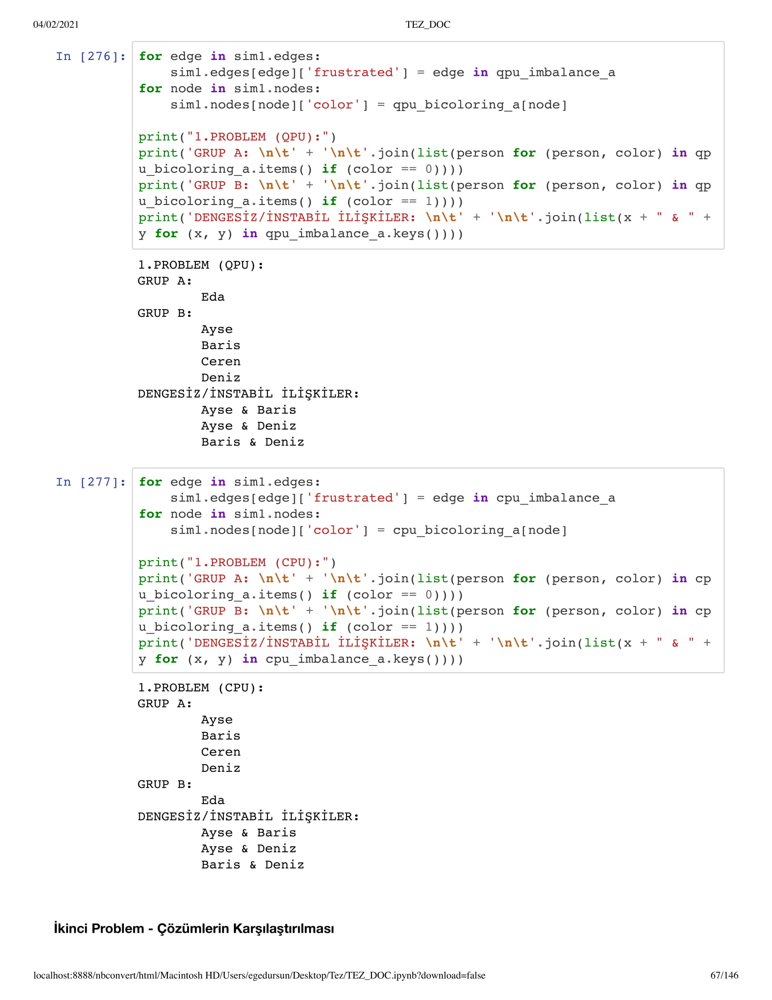 04/02/2021 TEZ_DOC
In [276]: for edge in sim1.edges:
    sim1.edges[edge]['frustrated'] = edge in qpu_imbalance_a
for node in sim1.nodes:
    sim1.nodes[node]['color'] = qpu_bicoloring_a[node]

print("1.PROBLEM (QPU):")
print('GRUP A: \n\t' + '\n\t'.join(list(person for (person, color) in qp
u_bicoloring_a.items() if (color == 0))))
print('GRUP B: \n\t' + '\n\t'.join(list(person for (person, color) in qp
u_bicoloring_a.items() if (color == 1))))
print('DENGESİZ/İNSTABİL İLİŞKİLER: \n\t' + '\n\t'.join(list(x + " & " +
y for (x, y) in qpu_imbalance_a.keys())))
1.PROBLEM (QPU):
GRUP A:
        Eda
GRUP B:
        Ayse
        Baris
        Ceren
        Deniz
DENGESİZ/İNSTABİL İLİŞKİLER:
        Ayse & Baris
        Ayse & Deniz
        Baris & Deniz
In [277]: for edge in sim1.edges:
    sim1.edges[edge]['frustrated'] = edge in cpu_imbalance_a
for node in sim1.nodes:
    sim1.nodes[node]['color'] = cpu_bicoloring_a[node]

print("1.PROBLEM (CPU):")
print('GRUP A: \n\t' + '\n\t'.join(list(person for (person, color) in cp
u_bicoloring_a.items() if (color == 0))))
print('GRUP B: \n\t' + '\n\t'.join(list(person for (person, color) in cp
u_bicoloring_a.items() if (color == 1))))
print('DENGESİZ/İNSTABİL İLİŞKİLER: \n\t' + '\n\t'.join(list(x + " & " +
y for (x, y) in cpu_imbalance_a.keys())))
1.PROBLEM (CPU):
GRUP A:
        Ayse
        Baris
        Ceren
        Deniz
GRUP B:
        Eda
DENGESİZ/İNSTABİL İLİŞKİLER:
        Ayse & Baris
        Ayse & Deniz
        Baris & Deniz
İkinci Problem - Çözümlerin Karşılaştırılması
localhost:8888/nbconvert/html/Macintosh HD/Users/egedursun/Desktop/Tez/TEZ_DOC.ipynb?download=false 67/146